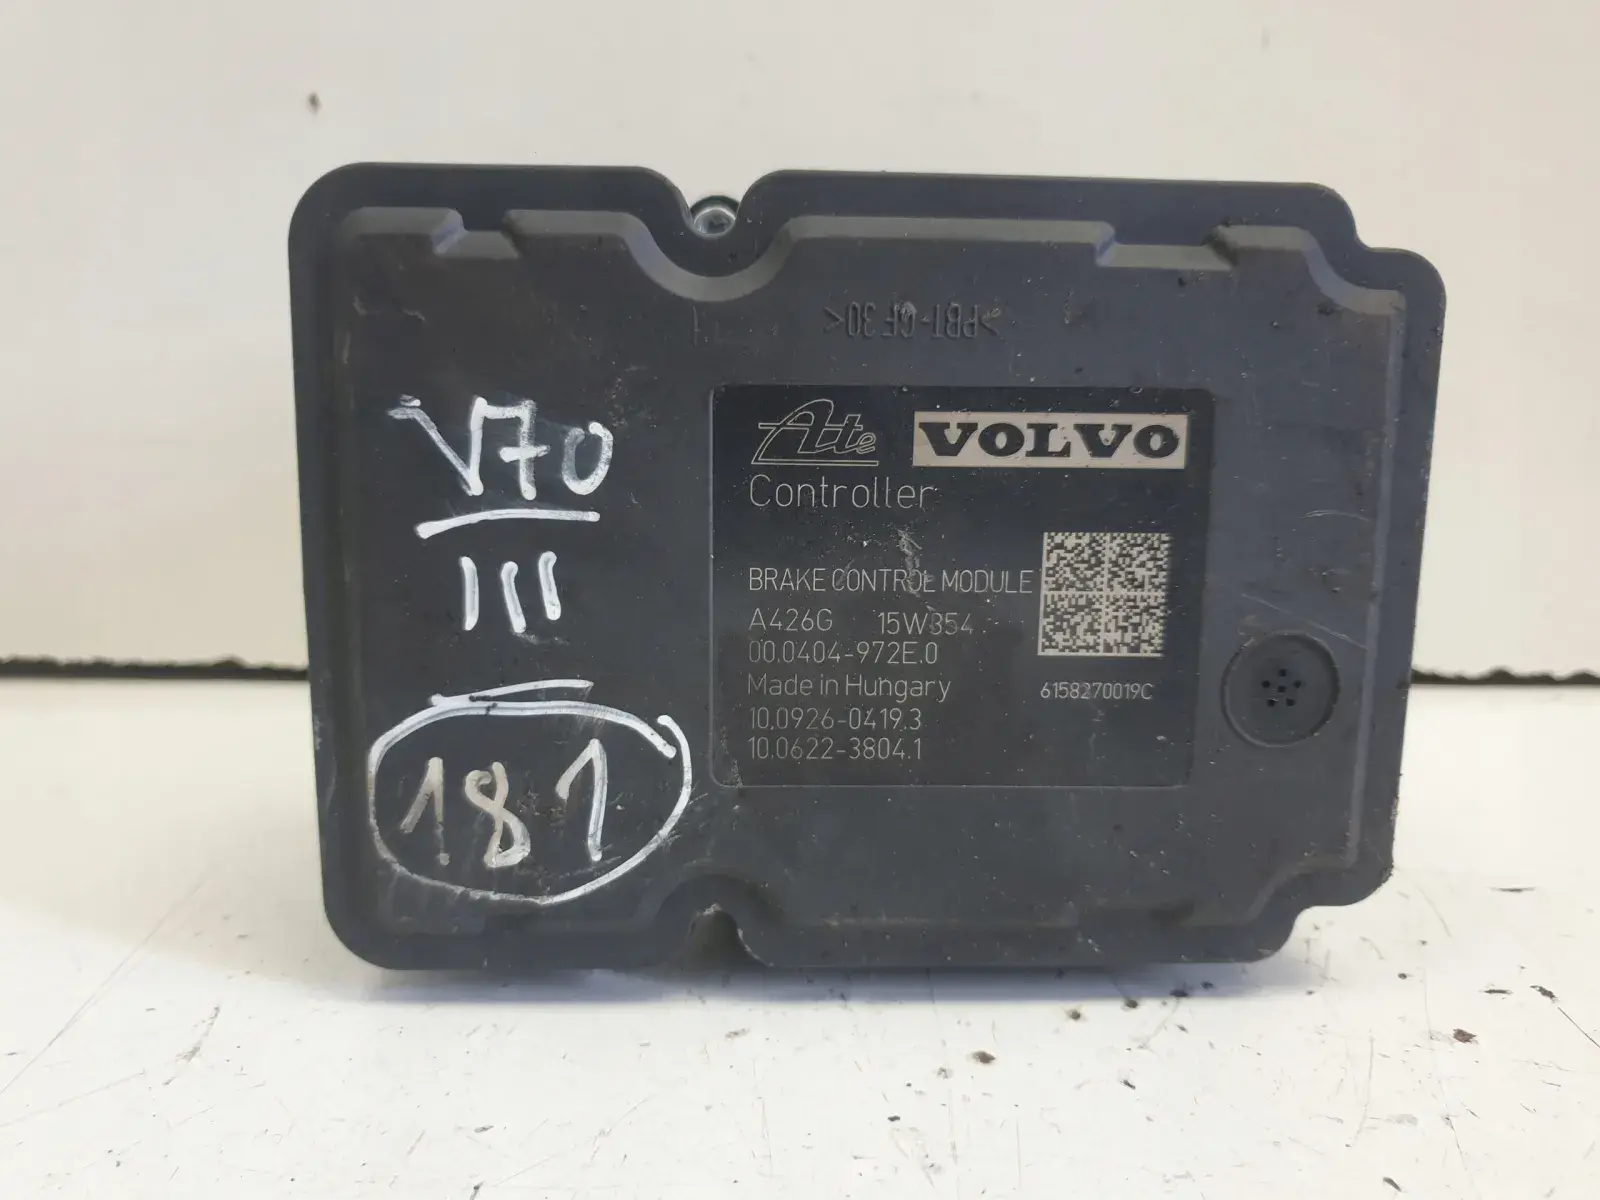 >PBT-GF30<
V70
III
181
Ate VOLVO
Controller
BRAKE CONTROL MODULE
A426G 15W354
00.0404-972E.0
Made in Hungary 6158270019C
10.0926-0419.3
10.0622-3804.1